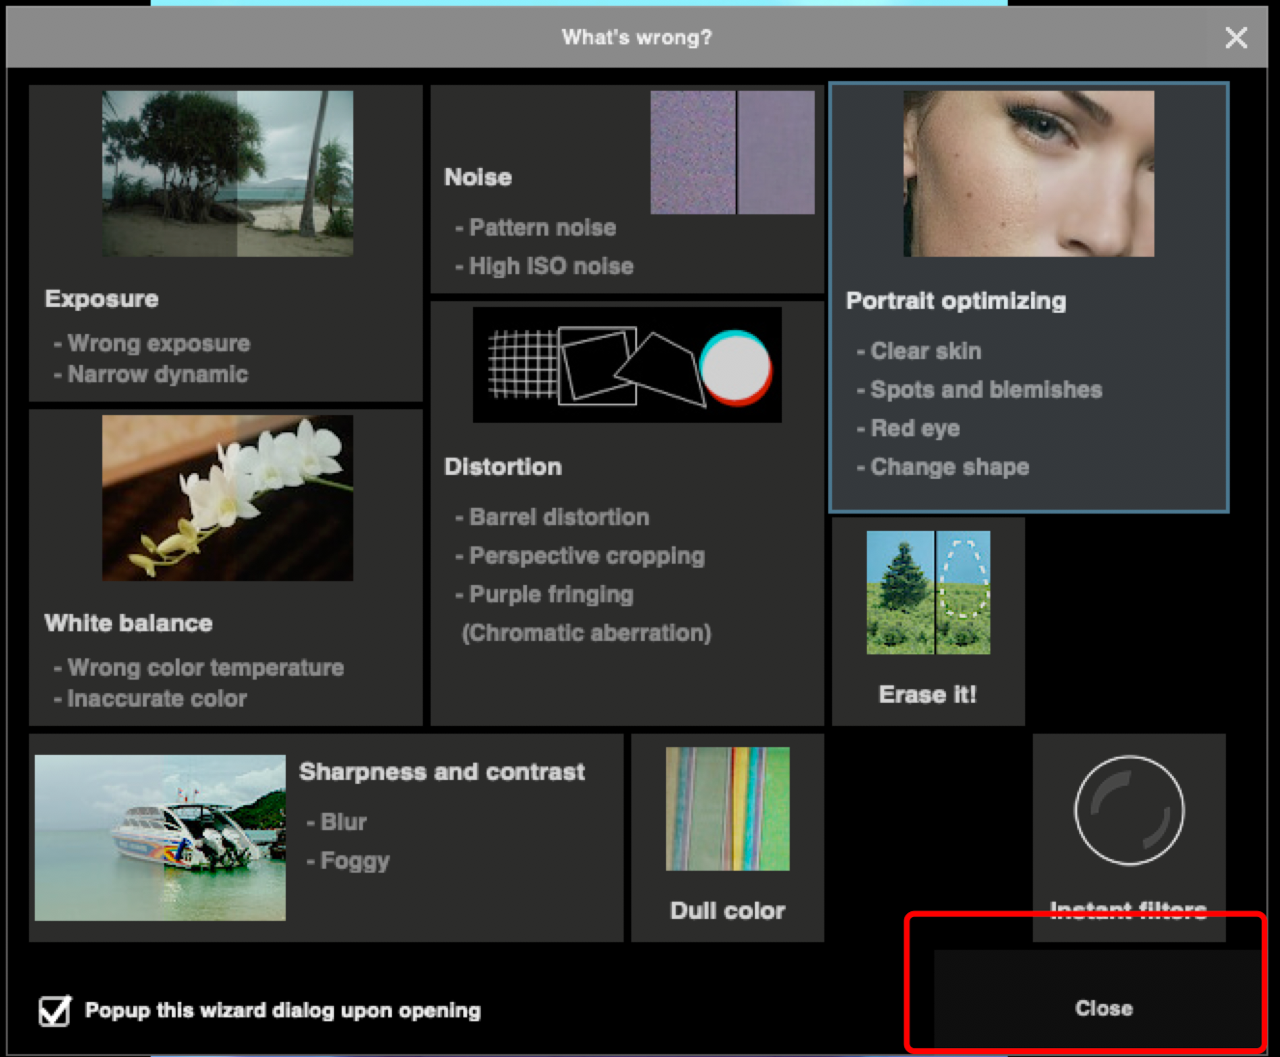 What's wrong?
Exposure
- Wrong exposure
- Narrow dynamic
White balance
- Wrong color temperature
- Inaccurate color
Noise
- Pattern noise
- High ISO noise
Distortion
- Barrel distortion
- Perspective cropping
- Purple fringing
(Chromatic aberration)
Portrait optimizing
- Clear skin
- Spots and blemishes
- Red eye
- Change shape
Erase it!
Sharpness and contrast
- Blur
- Foggy
Dull color
Instant filters
Popup this wizard dialog upon opening
Close